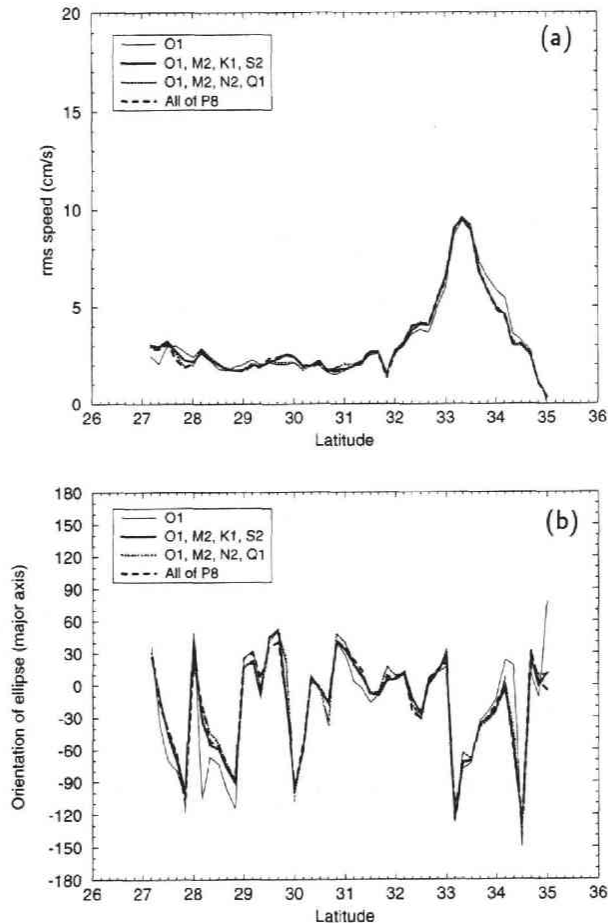 20
15
10
5
0
rms speed (cm/s)
(a)
O1
O1, M2, K1, S2
O1, M2, N2, Q1
All of P8
26 27 28 29 30 31 32 33 34 35 36
Latitude
180
150
120
90
60
30
0
-30
-60
-90
-120
-150
-180
Orientation of ellipse (major axis)
(b)
O1
O1, M2, K1, S2
O1, M2, N2, Q1
All of P8
26 27 28 29 30 31 32 33 34 35 36
Latitude